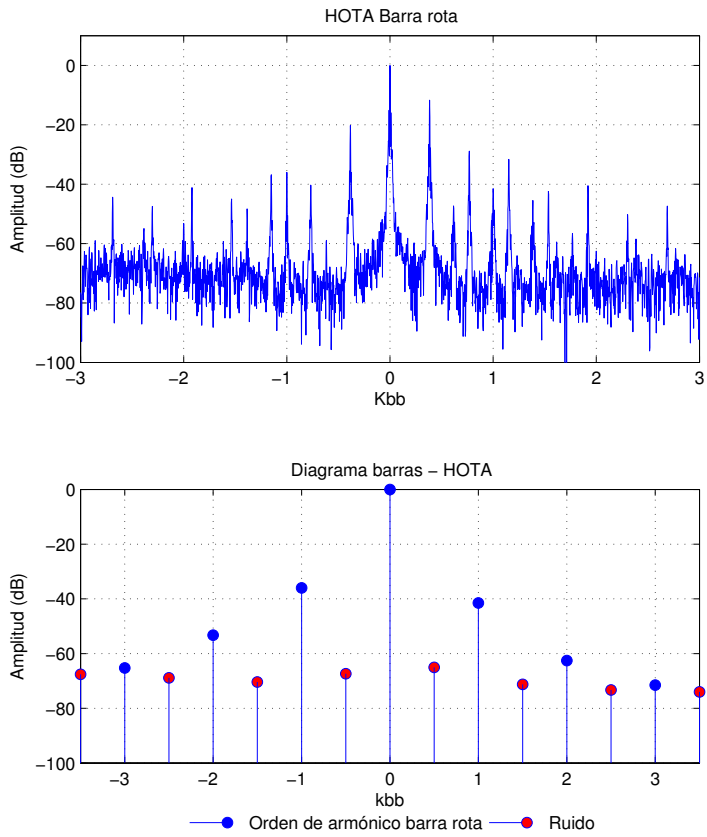 HOTA Barra rota
Amplitud (dB)
0
−20
−40
−60
−80
−100
−3 −2 −1 0 1 2 3
Kbb
Diagrama barras − HOTA
Amplitud (dB)
0
−20
−40
−60
−80
−100
−3 −2 −1 0 1 2 3
kbb
Orden de armónico barra rota Ruido